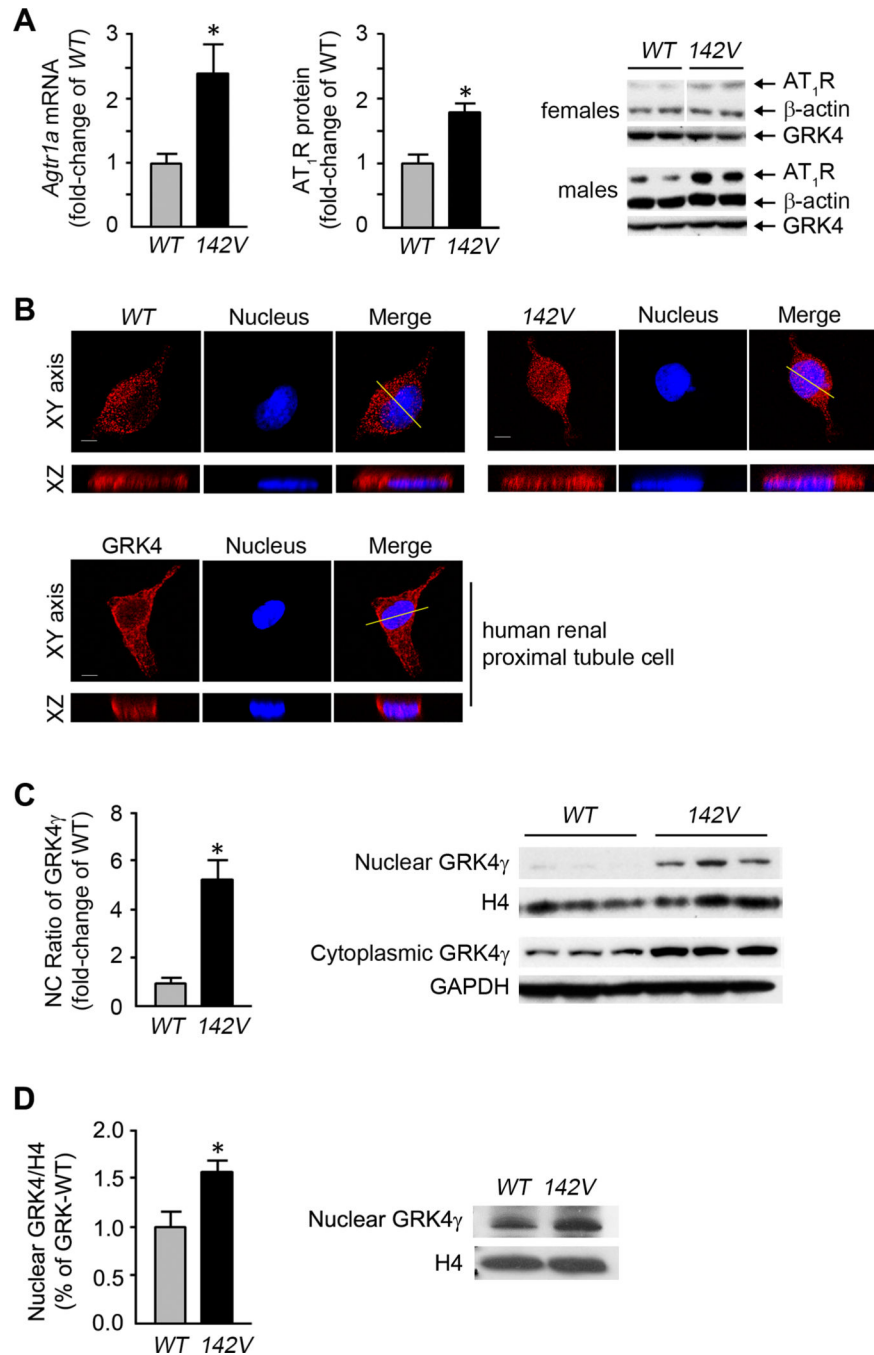 A
Agtr1a mRNA
(fold-change of WT)
3
2
1
0
*
WT 142V
AT1R protein
(fold-change of WT)
3
2
1
0
*
WT 142V
WT 142V
females
AT1R
β-actin
GRK4
males
AT1R
β-actin
GRK4
B
WT Nucleus Merge
XY axis
XZ
142V Nucleus Merge
GRK4 Nucleus Merge
XY axis
XZ
human renal
proximal tubule cell
C
NC Ratio of GRK4γ
(fold-change of WT)
8
6
4
2
0
*
WT 142V
WT 142V
Nuclear GRK4γ
H4
Cytoplasmic GRK4γ
GAPDH
D
Nuclear GRK4/H4
(% of GRK-WT)
2.0
1.5
1.0
0.5
0.0
*
WT 142V
WT 142V
Nuclear GRK4γ
H4